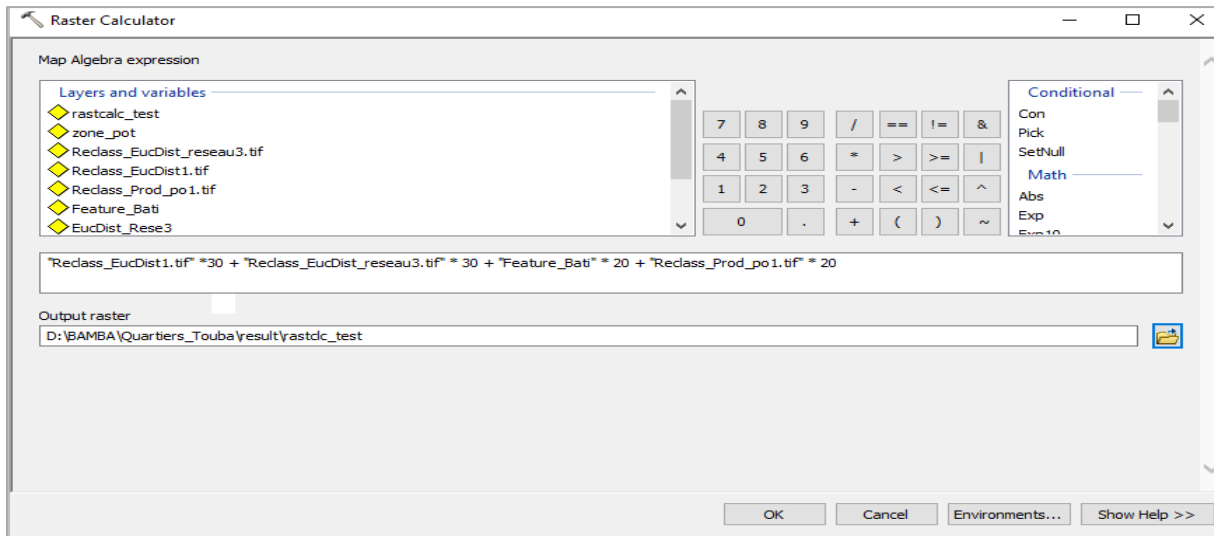 Raster Calculator
Map Algebra expression
Layers and variables
rastcalc_test
zone_pot
Reclass_EucDist_reseau3.tif
Reclass_EucDist1.tif
Reclass_Prod_po1.tif
Feature_Bati
EucDist_Rese3
7 8 9 / == != &
4 5 6 * > >= |
1 2 3 - < <= ^
0 . + ( ) ~
Conditional
Con
Pick
SetNull
Math
Abs
Exp
Exp10
"Reclass_EucDist1.tif" *30 + "Reclass_EucDist_reseau3.tif" * 30 + "Feature_Bati" * 20 + "Reclass_Prod_po1.tif" * 20
Output raster
D:\BAMBA\Quartiers_Touba\result\rastclc_test
OK Cancel Environments... Show Help >>